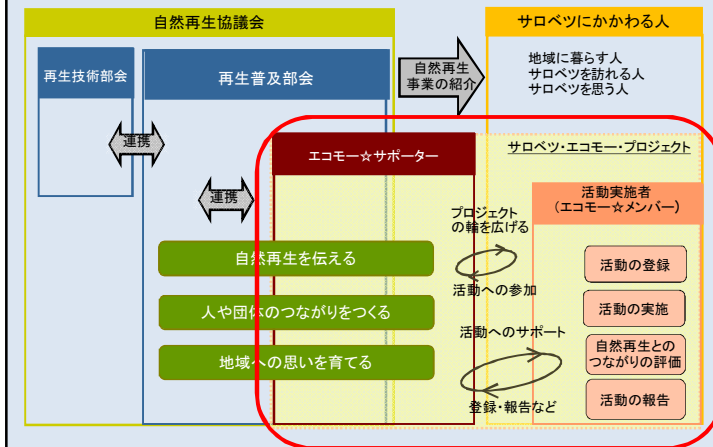 自然再生協議会
サロベツにかかわる人
再生技術部会
再生普及部会
自然再生
事業の紹介
地域に暮らす人
サロベツを訪れる人
サロベツを思う人
連携
エコモー☆サポーター
サロベツ・エコモー・プロジェクト
連携
活動実施者
(エコモー☆メンバー)
プロジェクト
の輪を広げる
自然再生を伝える
活動への参加
活動の登録
人や団体のつながりをつくる
活動の実施
活動へのサポート
地域への思いを育てる
自然再生との
つながりの評価
登録・報告など
活動の報告